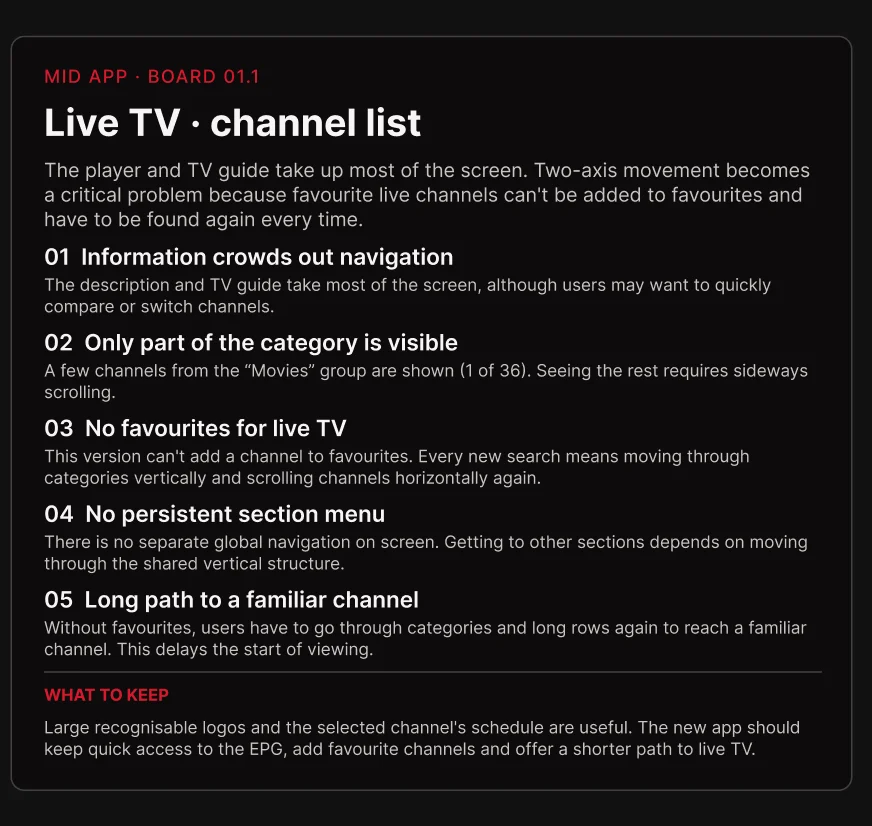 MID APP · BOARD 01.1
Live TV · channel list
The player and TV guide take up most of the screen. Two-axis movement becomes
a critical problem because favourite live channels can't be added to favourites and
have to be found again every time.
01 Information crowds out navigation
The description and TV guide take most of the screen, although users may want to quickly
compare or switch channels.
02 Only part of the category is visible
A few channels from the “Movies” group are shown (1 of 36). Seeing the rest requires sideways
scrolling.
03 No favourites for live TV
This version can't add a channel to favourites. Every new search means moving through
categories vertically and scrolling channels horizontally again.
04 No persistent section menu
There is no separate global navigation on screen. Getting to other sections depends on moving
through the shared vertical structure.
05 Long path to a familiar channel
Without favourites, users have to go through categories and long rows again to reach a familiar
channel. This delays the start of viewing.
WHAT TO KEEP
Large recognisable logos and the selected channel's schedule are useful. The new app should
keep quick access to the EPG, add favourite channels and offer a shorter path to live TV.